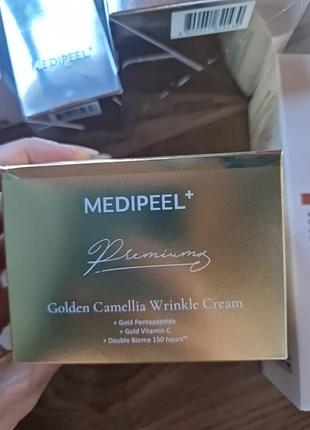 MEDIPEEL+
MEDIPEEL+
Premium
Golden Camellia Wrinkle Cream
+ Gold Pentapeptide
+ Gold Vitamin C
+ Double Biome 150 hours™